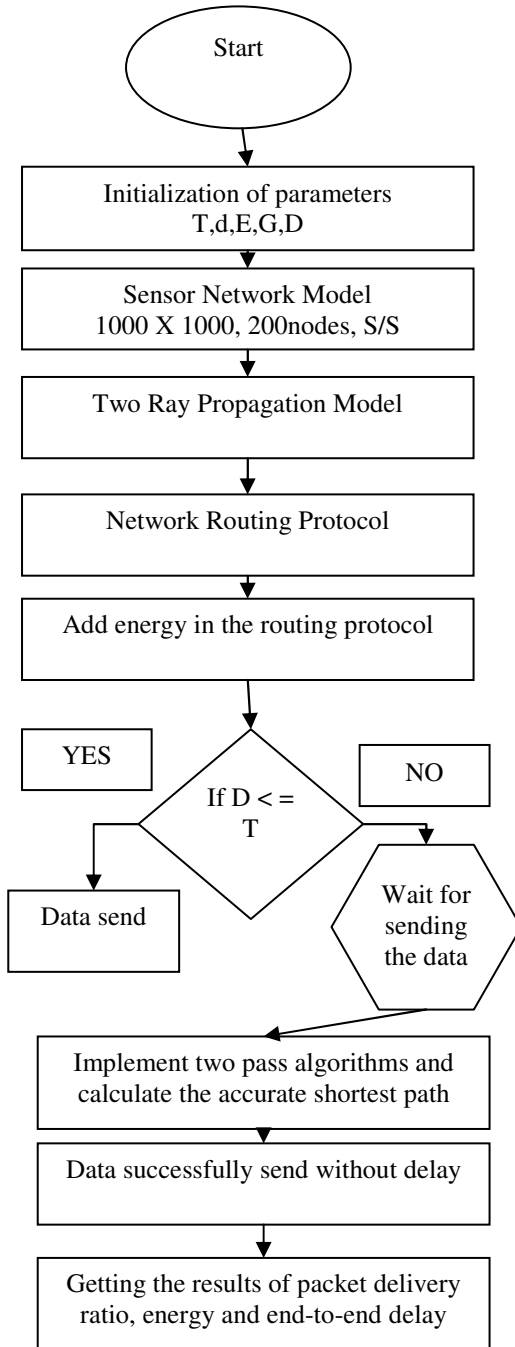 Start
Initialization of parameters
T,d,E,G,D
Sensor Network Model
1000 X 1000, 200nodes, S/S
Two Ray Propagation Model
Network Routing Protocol
Add energy in the routing protocol
YES
NO
If D < =
T
Data send
Wait for
sending
the data
Implement two pass algorithms and
calculate the accurate shortest path
Data successfully send without delay
Getting the results of packet delivery
ratio, energy and end-to-end delay